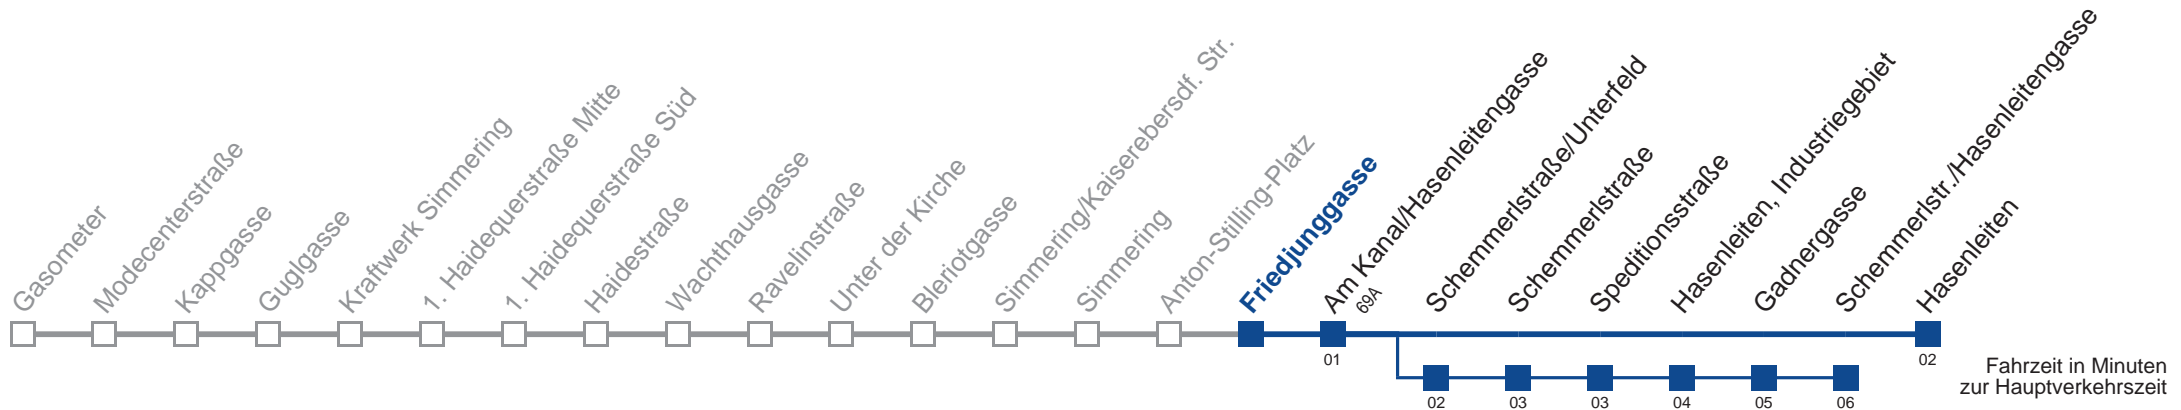 Gasometer
Modecenterstraße
Kappgasse
Guglgasse
Kraftwerk Simmering
1. Haidequerstraße Mitte
1. Haidequerstraße Süd
Haidestraße
Wachthausgasse
Ravelinstraße
Unter der Kirche
Bleriotgasse
Simmering/Kaiserebersdf. Str.
Simmering
Anton-Stilling-Platz
Friedjunggasse
Am Kanal/Hasenleitengasse
69A
Schemmerlstraße/Unterfeld
Schemmerlstraße
Speditionsstraße
Hasenleiten, Industriegebiet
Gadnergasse
Schemmerlstr./Hasenleitengasse
Hasenleiten
01
02
02
03
03
04
05
06
Fahrzeit in Minuten
zur Hauptverkehrszeit